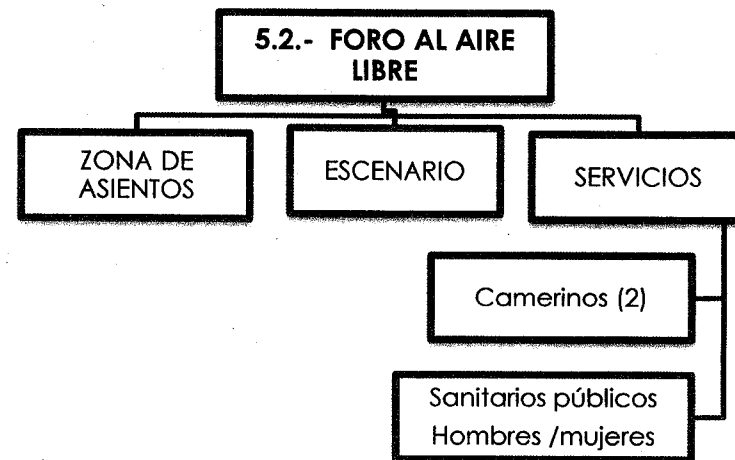 5.2.- FORO AL AIRE
LIBRE
ZONA DE
ASIENTOS
ESCENARIO
SERVICIOS
Camerinos (2)
Sanitarios públicos
Hombres /mujeres